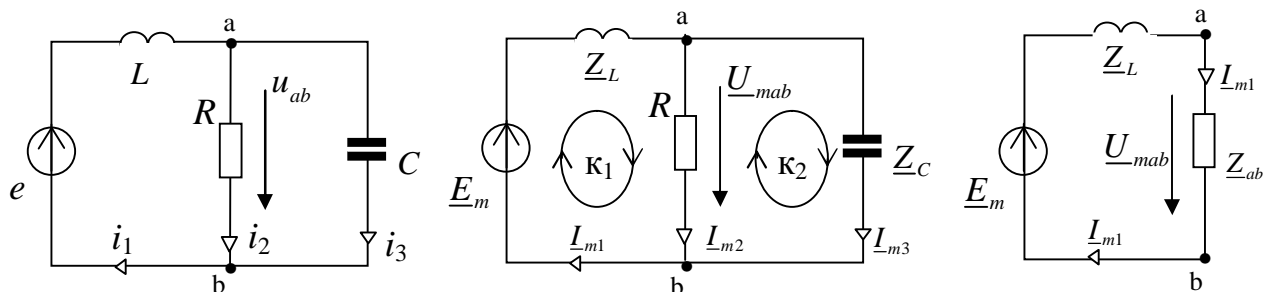 a
L
R
u_ab
e
C
i_1
i_2
i_3
b
a
Z_L
R
U_mab
к_1
к_2
Z_C
E_m
I_m1
I_m2
I_m3
b
a
Z_L
I_m1
U_mab
Z_ab
E_m
I_m1
b